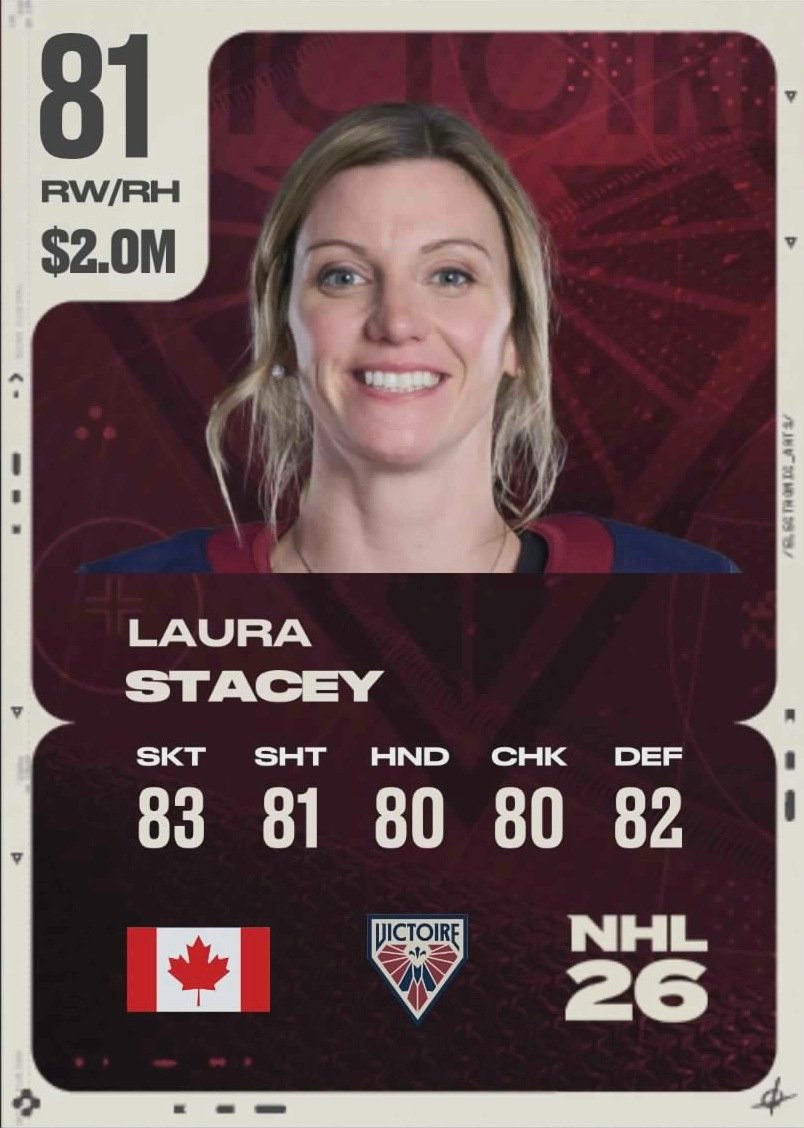 81
RW/RH
$2.0M
LAURA
STACEY
SKT SHT HND CHK DEF
83 81 80 80 82
VICTOIRE
NHL
26